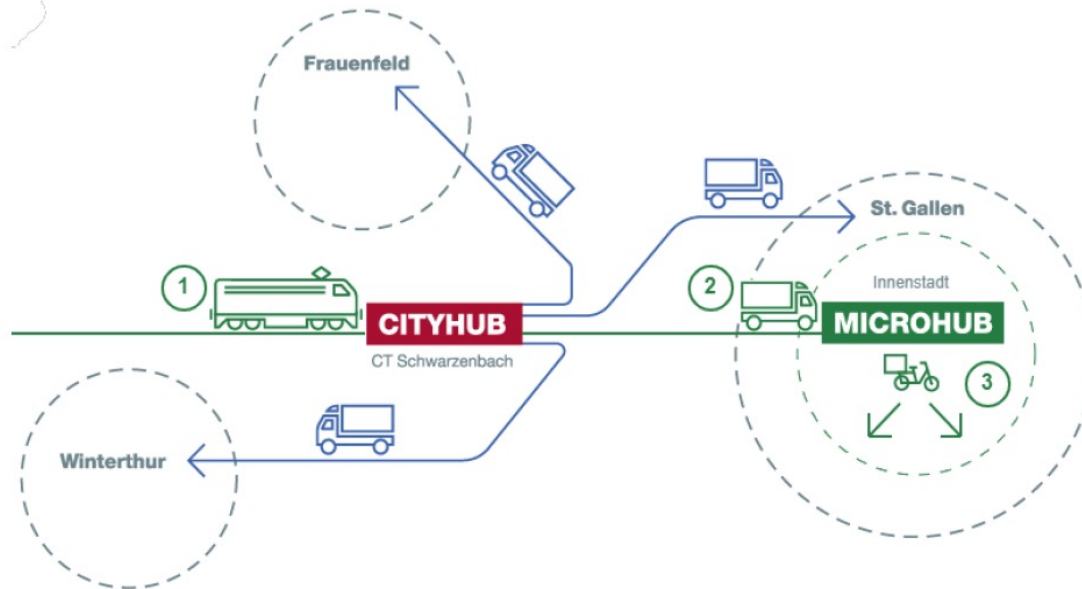 Frauenfeld
St. Gallen
1
2
Innenstadt
CITYHUB
MICROHUB
CT Schwarzenbach
3
Winterthur